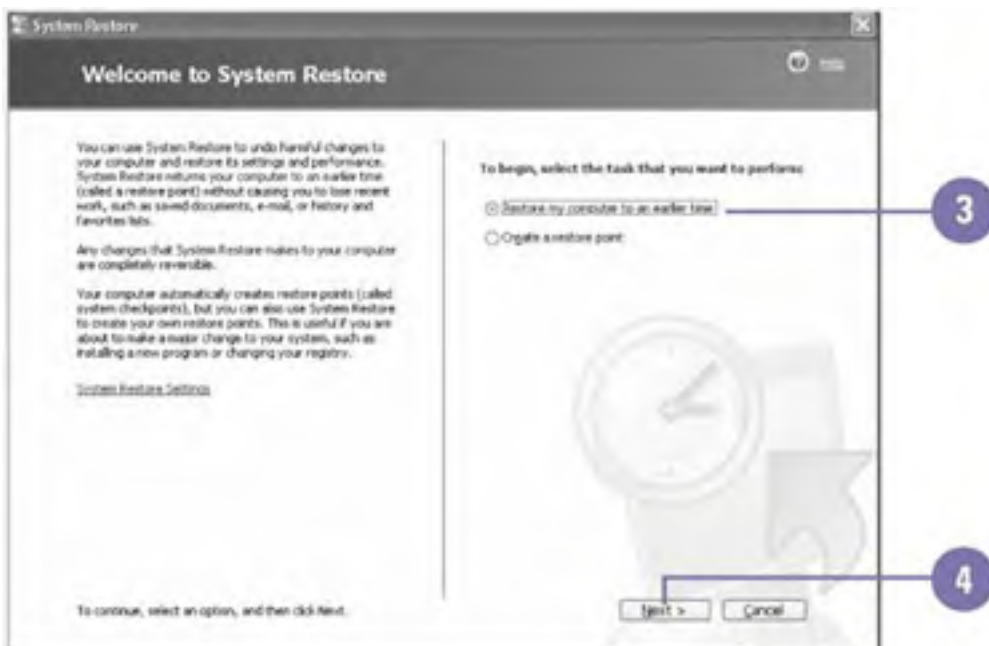 System Restore
Welcome to System Restore
Help
You can use System Restore to undo harmful changes to
your computer and restore its settings and performance.
System Restore returns your computer to an earlier time
(called a restore point) without causing you to lose recent
work, such as saved documents, e-mail, or history and
favorites lists.
Any changes that System Restore makes to your computer
are completely reversible.
Your computer automatically creates restore points (called
system checkpoints), but you can also use System Restore
to create your own restore points. This is useful if you are
about to make a major change to your system, such as
installing a new program or changing your registry.
System Restore Settings
To begin, select the task that you want to perform:
Restore my computer to an earlier time
3
Create a restore point
To continue, select an option, and then click Next.
Next >
Cancel
4